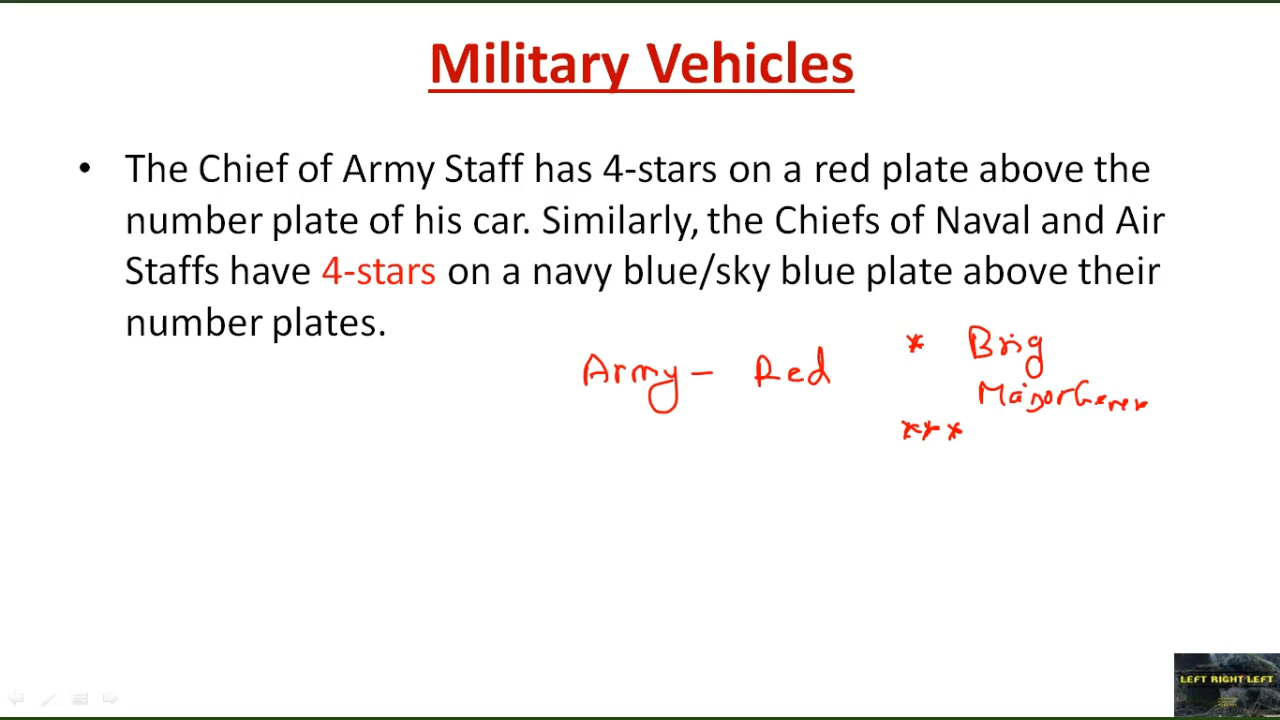 Military Vehicles
• The Chief of Army Staff has 4-stars on a red plate above the
number plate of his car. Similarly, the Chiefs of Naval and Air
Staffs have 4-stars on a navy blue/sky blue plate above their
number plates.
* Brig
Army - Red
Major
***
LEFT RIGHT LEFT